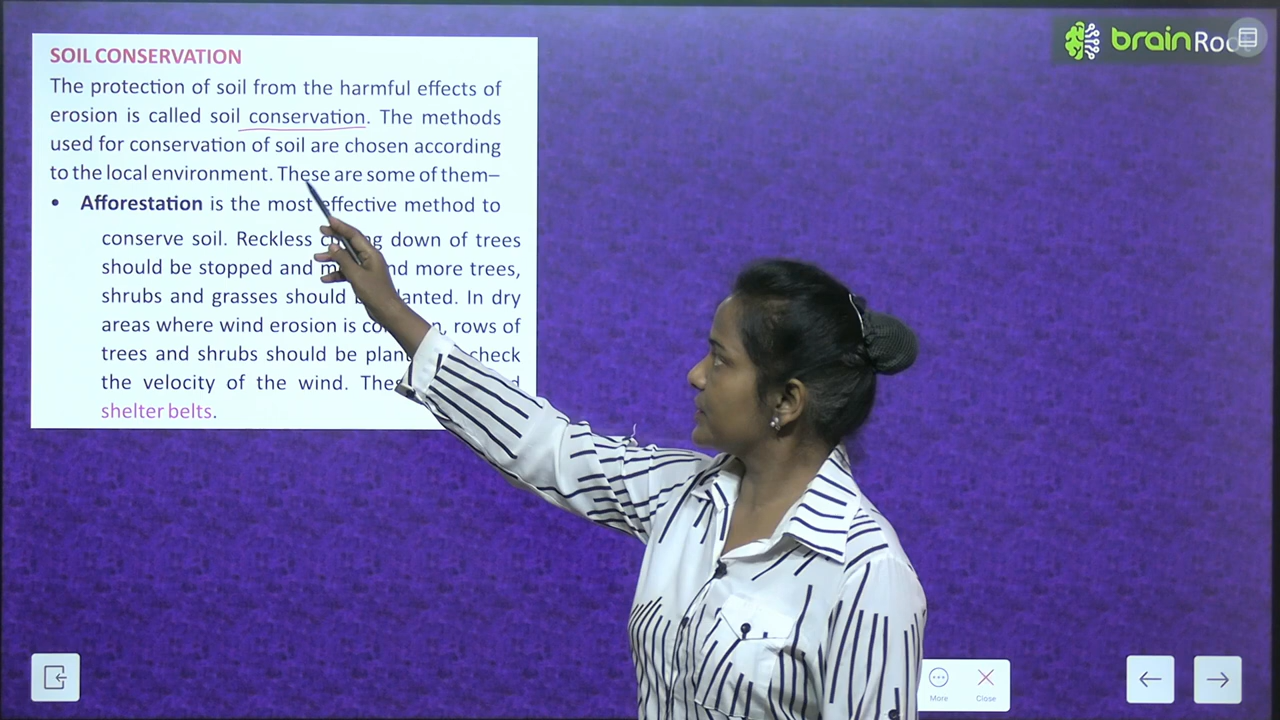 SOIL CONSERVATION
The protection of soil from the harmful effects of
erosion is called soil conservation. The methods
used for conservation of soil are chosen according
to the local environment. These are some of them–
• Afforestation is the most effective method to
conserve soil. Reckless down of trees
should be stopped and more trees,
shrubs and grasses should planted. In dry
areas where wind erosion is rows of
trees and shrubs should be check
the velocity of the wind.
shelter belts.
brain
More
Close